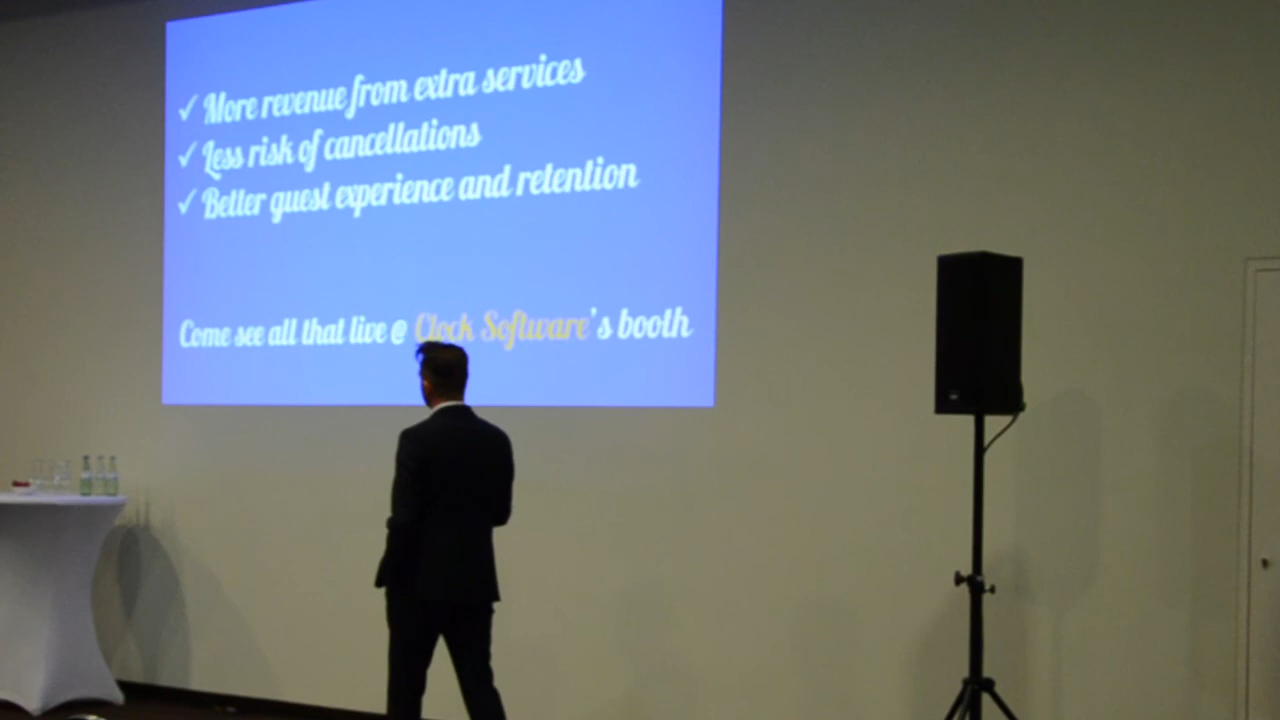 ✓ More revenue from extra services
✓ Less risk of cancellations
✓ Better guest experience and retention
Come see all that live @ Clock Software's booth